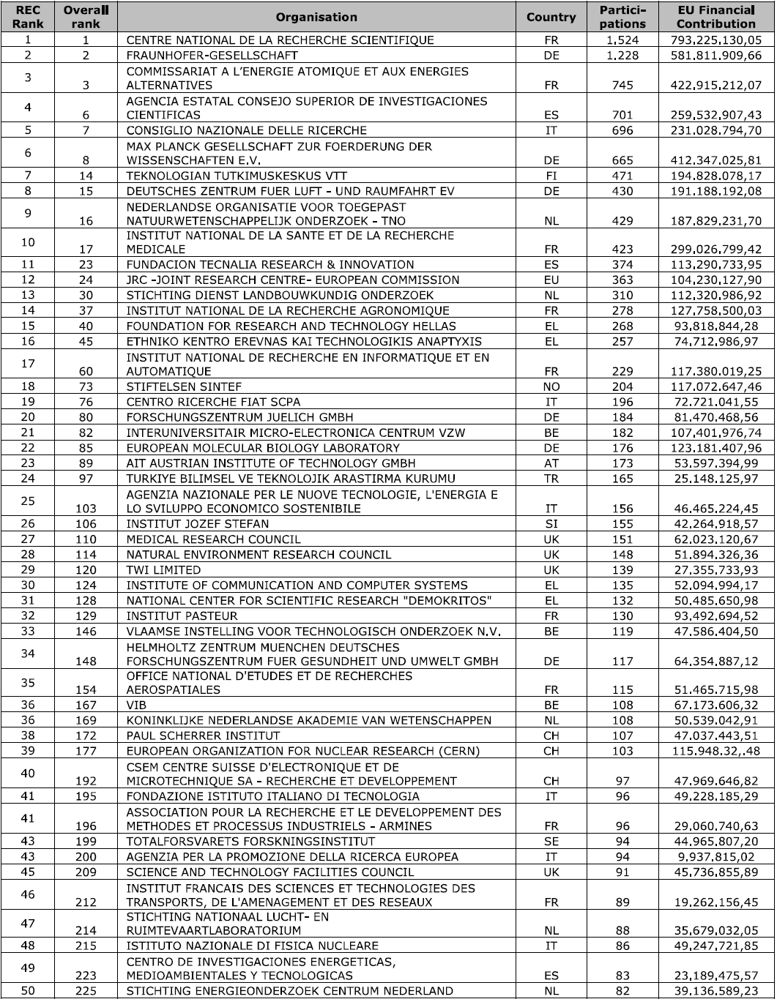 REC Rank Overall rank Organisation Country Partici-pations EU Financial Contribution
1 1 CENTRE NATIONAL DE LA RECHERCHE SCIENTIFIQUE FR 1.524 793.225.130,05
2 2 FRAUNHOFER-GESELLSCHAFT DE 1.228 581.811.909,66
3 3 COMMISSARIAT A L'ENERGIE ATOMIQUE ET AUX ENERGIES
ALTERNATIVES FR 745 422.915.212,07
4 6 AGENCIA ESTATAL CONSEJO SUPERIOR DE INVESTIGACIONES
CIENTIFICAS ES 701 259.532.907,43
5 7 CONSIGLIO NAZIONALE DELLE RICERCHE IT 696 231.028.794,70
6 8 MAX PLANCK GESELLSCHAFT ZUR FOERDERUNG DER
WISSENSCHAFTEN E.V. DE 665 412.347.025,81
7 14 TEKNOLOGIAN TUTKIMUSKESKUS VTT FI 471 194.828.078,17
8 15 DEUTSCHES ZENTRUM FUER LUFT - UND RAUMFAHRT EV DE 430 191.188.192,08
9 16 NEDERLANDSE ORGANISATIE VOOR TOEGEPAST
NATUURWETENSCHAPPELIJK ONDERZOEK - TNO NL 429 187.829.231,70
10 17 INSTITUT NATIONAL DE LA SANTE ET DE LA RECHERCHE
MEDICALE FR 423 299.026.799,42
11 23 FUNDACION TECNALIA RESEARCH & INNOVATION ES 374 113.290.733,95
12 24 JRC -JOINT RESEARCH CENTRE- EUROPEAN COMMISSION EU 363 104.230.127,90
13 30 STICHTING DIENST LANDBOUWKUNDIG ONDERZOEK NL 310 112.320.986,92
14 37 INSTITUT NATIONAL DE LA RECHERCHE AGRONOMIQUE FR 278 127.758.500,03
15 40 FOUNDATION FOR RESEARCH AND TECHNOLOGY HELLAS EL 268 93.818.844,28
16 45 ETHNIKO KENTRO EREVNAS KAI TECHNOLOGIKIS ANAPTYXIS EL 257 74.712.986,97
17 60 INSTITUT NATIONAL DE RECHERCHE EN INFORMATIQUE ET EN
AUTOMATIQUE FR 229 117.380.019,25
18 73 STIFTELSEN SINTEF NO 204 117.072.647,46
19 76 CENTRO RICERCHE FIAT SCPA IT 196 72.721.041,55
20 80 FORSCHUNGSZENTRUM JUELICH GMBH DE 184 81.470.468,56
21 82 INTERUNIVERSITAIR MICRO-ELECTRONICA CENTRUM VZW BE 182 107.401.976,74
22 85 EUROPEAN MOLECULAR BIOLOGY LABORATORY DE 176 123.181.407,96
23 89 AIT AUSTRIAN INSTITUTE OF TECHNOLOGY GMBH AT 173 53.597.394,99
24 97 TURKIYE BILIMSEL VE TEKNOLOJIK ARASTIRMA KURUMU TR 165 25.148.125,97
25 103 AGENZIA NAZIONALE PER LE NUOVE TECNOLOGIE, L'ENERGIA E
LO SVILUPPO ECONOMICO SOSTENIBILE IT 156 46.465.224,45
26 106 INSTITUT JOZEF STEFAN SI 155 42.264.918,57
27 110 MEDICAL RESEARCH COUNCIL UK 151 62.023.120,67
28 114 NATURAL ENVIRONMENT RESEARCH COUNCIL UK 148 51.894.326,36
29 120 TWI LIMITED UK 139 27.355.733,93
30 124 INSTITUTE OF COMMUNICATION AND COMPUTER SYSTEMS EL 135 52.094.994,17
31 128 NATIONAL CENTER FOR SCIENTIFIC RESEARCH "DEMOKRITOS" EL 132 50.485.650,98
32 129 INSTITUT PASTEUR FR 130 93.492.694,52
33 146 VLAAMSE INSTELLING VOOR TECHNOLOGISCH ONDERZOEK N.V. BE 119 47.586.404,50
34 148 HELMHOLTZ ZENTRUM MUENCHEN DEUTSCHES
FORSCHUNGSZENTRUM FUER GESUNDHEIT UND UMWELT GMBH DE 117 64.354.887,12
35 154 OFFICE NATIONAL D'ETUDES ET DE RECHERCHES
AEROSPATIALES FR 115 51.465.715,98
36 167 VIB BE 108 67.173.606,32
36 169 KONINKLIJKE NEDERLANDSE AKADEMIE VAN WETENSCHAPPEN NL 108 50.539.042,91
38 172 PAUL SCHERRER INSTITUT CH 107 47.037.443,51
39 177 EUROPEAN ORGANIZATION FOR NUCLEAR RESEARCH (CERN) CH 103 115.948.32,.48
40 192 CSEM CENTRE SUISSE D'ELECTRONIQUE ET DE
MICROTECHNIQUE SA - RECHERCHE ET DEVELOPPEMENT CH 97 47.969.646,82
41 195 FONDAZIONE ISTITUTO ITALIANO DI TECNOLOGIA IT 96 49.228.185,29
41 196 ASSOCIATION POUR LA RECHERCHE ET LE DEVELOPPEMENT DES
METHODES ET PROCESSUS INDUSTRIELS - ARMINES FR 96 29.060.740,63
43 199 TOTALFORSVARETS FORSKNINGSINSTITUT SE 94 44.965.807,20
43 200 AGENZIA PER LA PROMOZIONE DELLA RICERCA EUROPEA IT 94 9.937.815,02
45 209 SCIENCE AND TECHNOLOGY FACILITIES COUNCIL UK 91 45.736.855,89
46 212 INSTITUT FRANCAIS DES SCIENCES ET TECHNOLOGIES DES
TRANSPORTS, DE L'AMENAGEMENT ET DES RESEAUX FR 89 19.262.156,45
47 214 STICHTING NATIONAAL LUCHT- EN
RUIMTEVAARTLABORATORIUM NL 88 35.679.032,05
48 215 ISTITUTO NAZIONALE DI FISICA NUCLEARE IT 86 49.247.721,85
49 223 CENTRO DE INVESTIGACIONES ENERGETICAS,
MEDIOAMBIENTALES Y TECNOLOGICAS ES 83 23.189.475,57
50 225 STICHTING ENERGIEONDERZOEK CENTRUM NEDERLAND NL 82 39.136.589,23